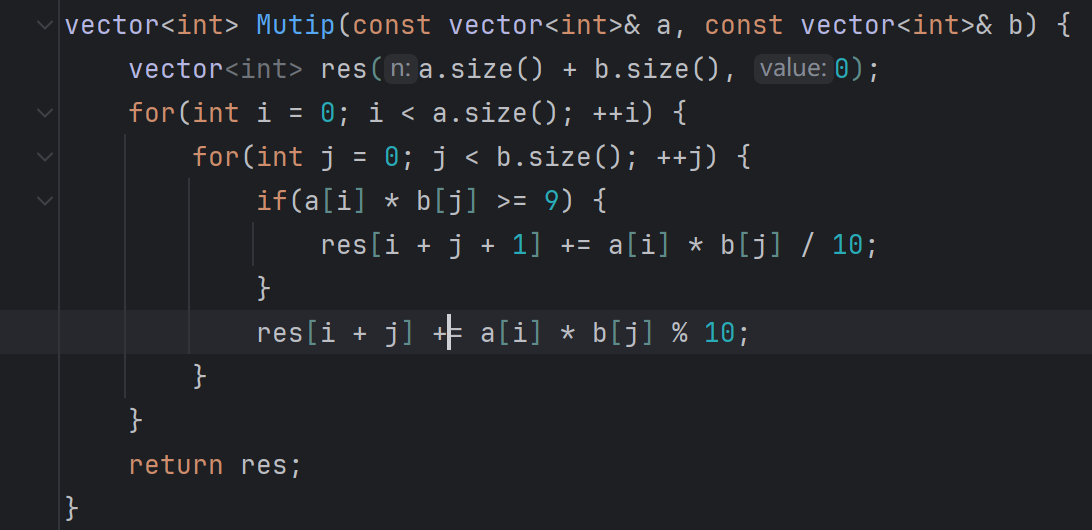 vector<int> Mutip(const vector<int>& a, const vector<int>& b) {
    vector<int> res(n: a.size() + b.size(), value: 0);
    for(int i = 0; i < a.size(); ++i) {
        for(int j = 0; j < b.size(); ++j) {
            if(a[i] * b[j] >= 9) {
                res[i + j + 1] += a[i] * b[j] / 10;
            }
            res[i + j] += a[i] * b[j] % 10;
        }
    }
    return res;
}